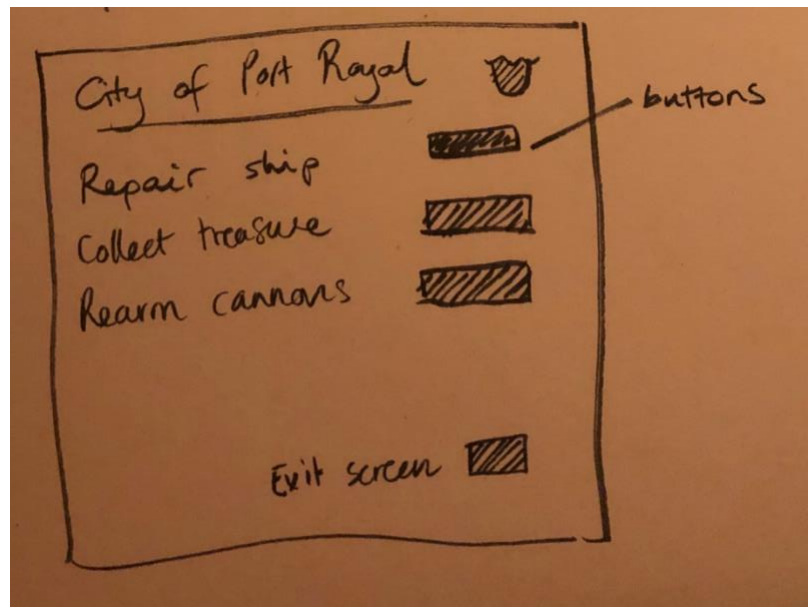 City of Port Royal
buttons
Repair ship
Collect treasure
Rearm cannons
Exit screen